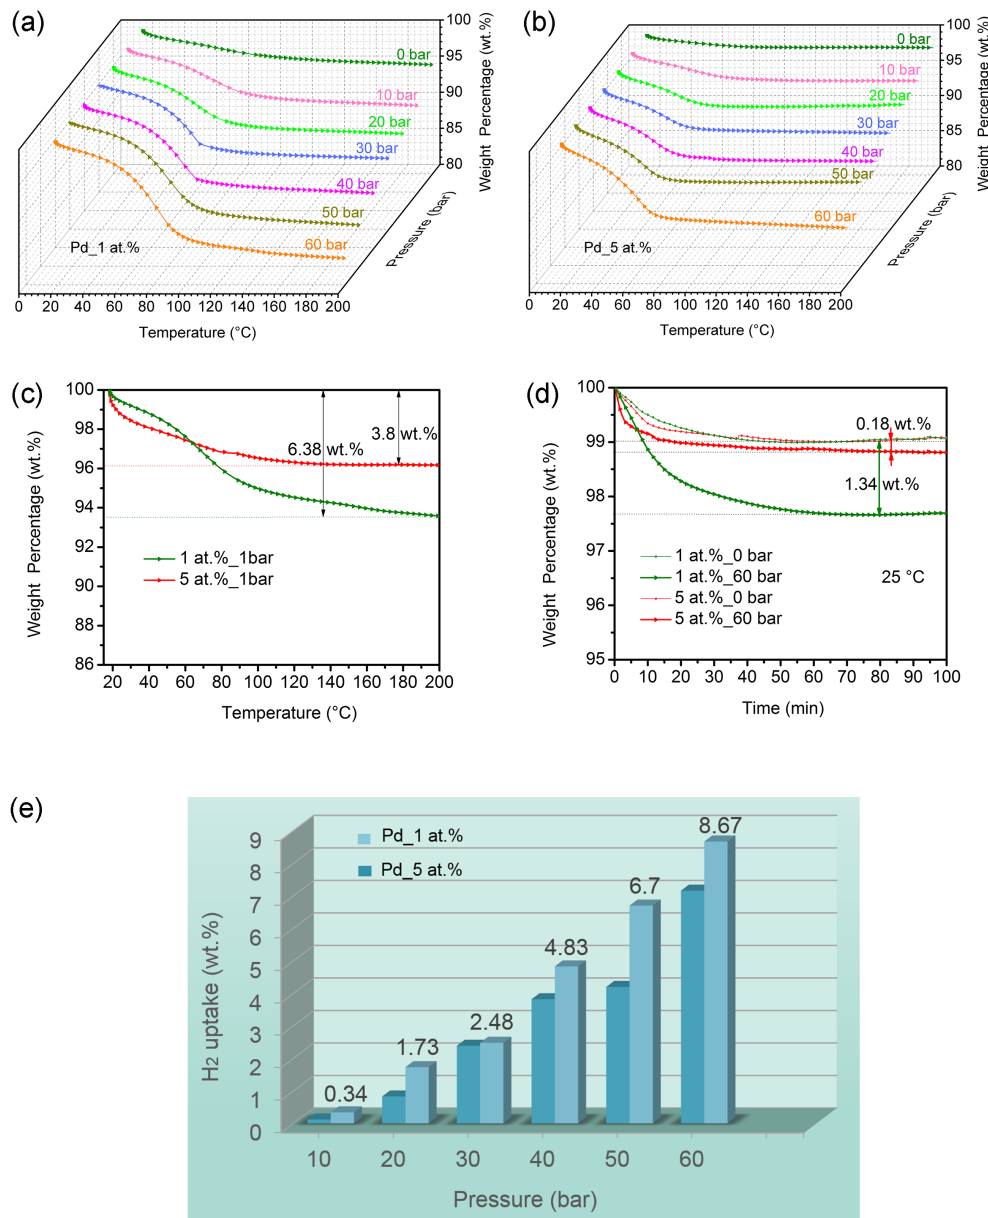 (a)
100
95
90
85
80
Weight Percentage (wt.%)
0 bar
10 bar
20 bar
30 bar
40 bar
50 bar
60 bar
Pd_1 at.%
Pressure (bar)
0 20 40 60 80 100 120 140 160 180 200
Temperature (°C)
(b)
100
95
90
85
80
Weight Percentage (wt.%)
0 bar
10 bar
20 bar
30 bar
40 bar
50 bar
60 bar
Pd_5 at.%
Pressure (bar)
0 20 40 60 80 100 120 140 160 180 200
Temperature (°C)
(c)
100
98
96
94
92
90
88
86
Weight Percentage (wt.%)
6.38 wt.%
3.8 wt.%
1 at.%_1bar
5 at.%_1bar
20 40 60 80 100 120 140 160 180 200
Temperature (°C)
(d)
100
99
98
97
96
95
Weight Percentage (wt.%)
0.18 wt.%
1.34 wt.%
1 at.%_0 bar
1 at.%_60 bar
5 at.%_0 bar
5 at.%_60 bar
25 °C
0 10 20 30 40 50 60 70 80 90 100
Time (min)
(e)
9
8
7
6
5
4
3
2
1
0
H2 uptake (wt.%)
Pd_1 at.%
Pd_5 at.%
0.34
1.73
2.48
4.83
6.7
8.67
10 20 30 40 50 60
Pressure (bar)